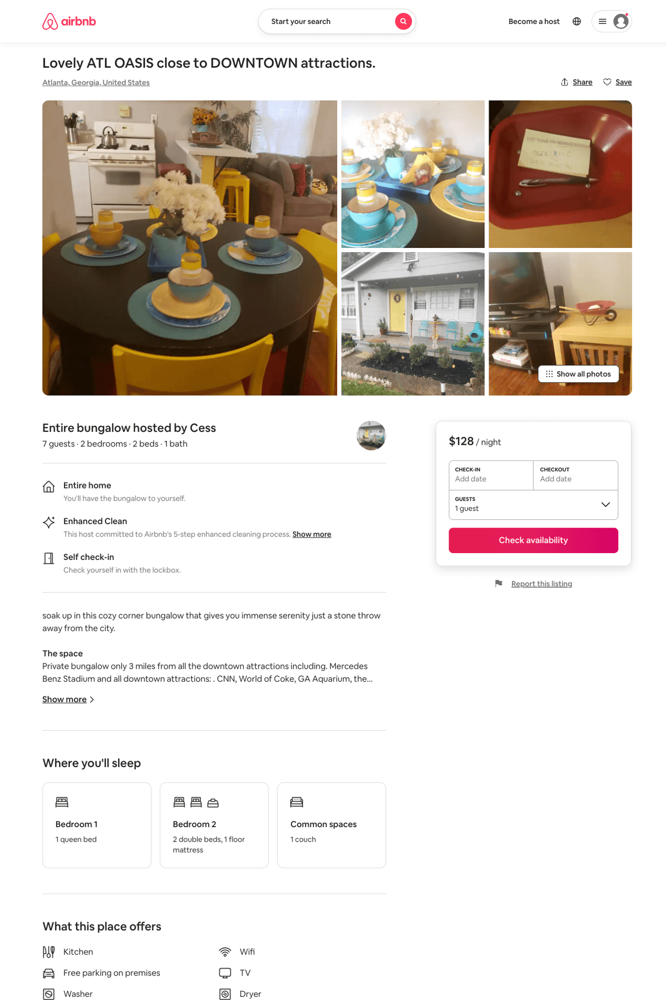 airbnb
Start your search
Become a host
Lovely ATL OASIS close to DOWNTOWN attractions.
Atlanta, Georgia, United States
Share
Save
Show all photos
Entire bungalow hosted by Cess
7 guests · 2 bedrooms · 2 beds · 1 bath
$128 / night
CHECK-IN
Add date
CHECKOUT
Add date
GUESTS
1 guest
Check availability
Report this listing
Entire home
You'll have the bungalow to yourself.
Enhanced Clean
This host committed to Airbnb's 5-step enhanced cleaning process. Show more
Self check-in
Check yourself in with the lockbox.
soak up in this cozy corner bungalow that gives you immense serenity just a stone throw
away from the city.
The space
Private bungalow only 3 miles from all the downtown attractions including. Mercedes
Benz Stadium and all downtown attractions: . CNN, World of Coke, GA Aquarium, the...
Show more
Where you'll sleep
Bedroom 1
1 queen bed
Bedroom 2
2 double beds, 1 floor
mattress
Common spaces
1 couch
What this place offers
Kitchen
Wifi
Free parking on premises
TV
Washer
Dryer